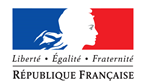 Liberté • Égalité • Fraternité
RÉPUBLIQUE FRANÇAISE